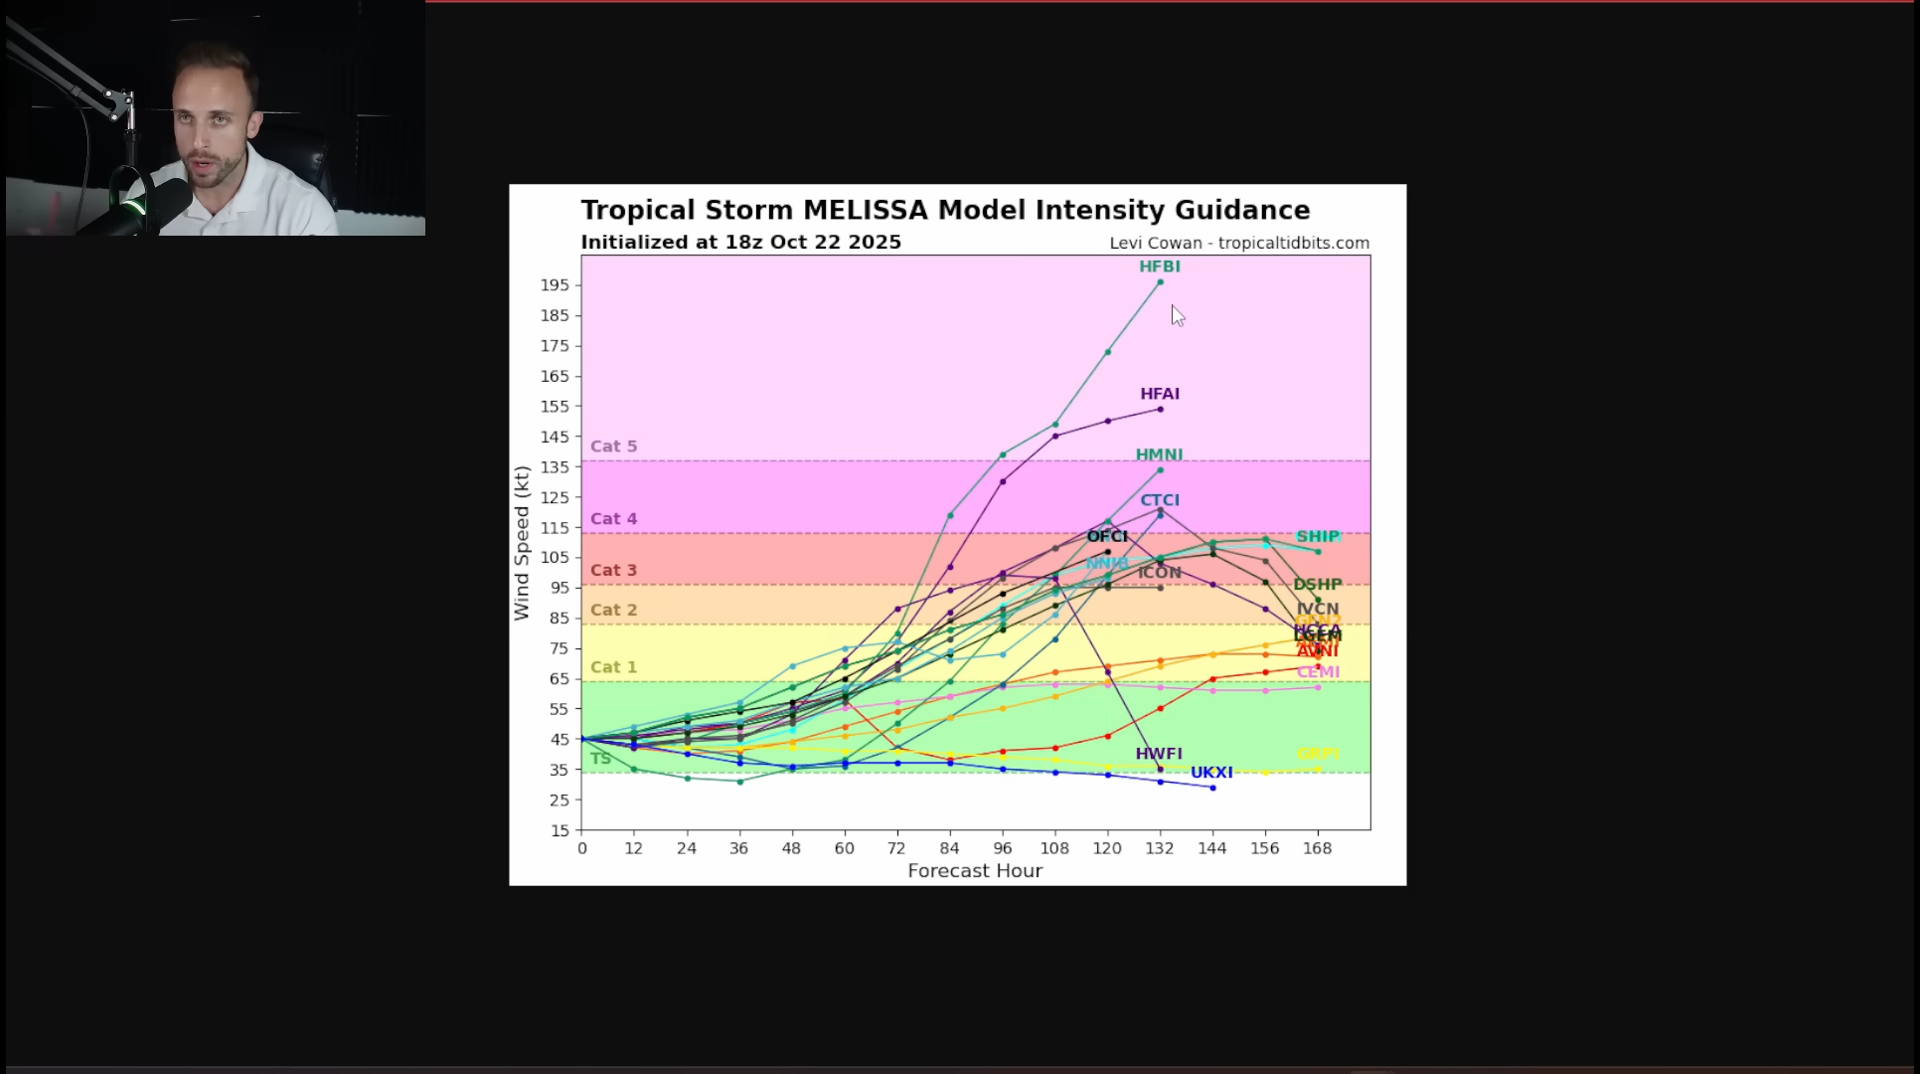 Tropical Storm MELISSA Model Intensity Guidance
Initialized at 18z Oct 22 2025
Levi Cowan - tropicaltidbits.com
HFBI
195
185
175
165
HFAI
155
145
Cat 5
HMNI
135
125
CTCI
Cat 4
115
OFCI
SHIP
105
NNIB
Cat 3
ICON
95
DSHP
Cat 2
IVCN
85
75
LGEM
AVNI
Cat 1
CEMI
65
55
45
HWFI
GRPI
TS
UKXI
35
25
15
Wind Speed (kt)
0 12 24 36 48 60 72 84 96 108 120 132 144 156 168
Forecast Hour